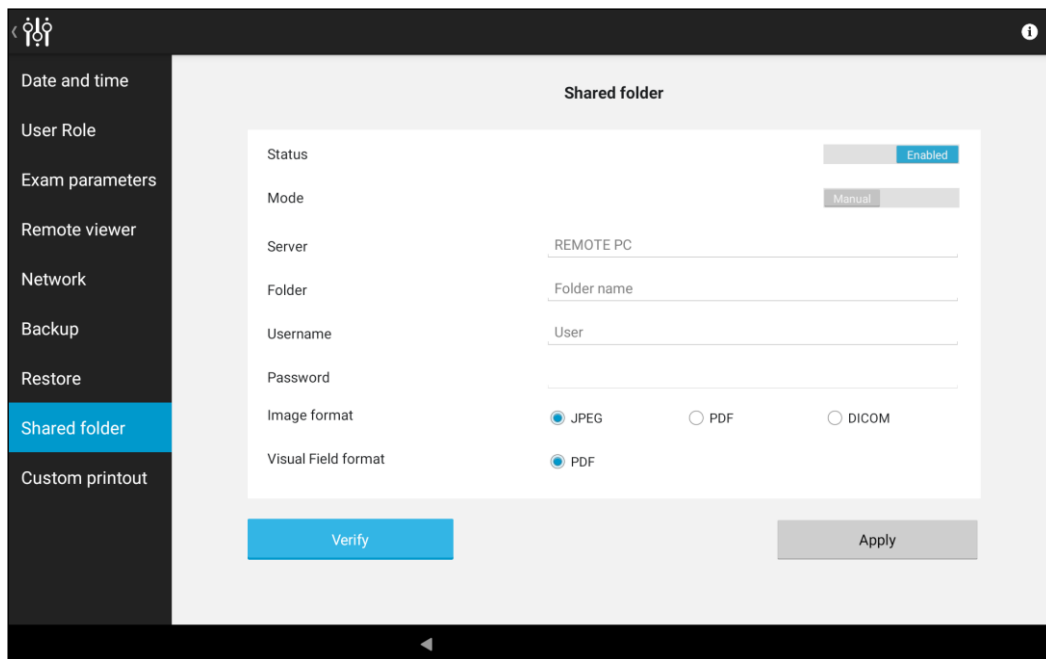 Date and time
User Role
Exam parameters
Remote viewer
Network
Backup
Restore
Shared folder
Custom printout
Shared folder
Status Enabled
Mode Manual
Server REMOTE PC
Folder Folder name
Username User
Password
Image format JPEG PDF DICOM
Visual Field format PDF
Verify Apply